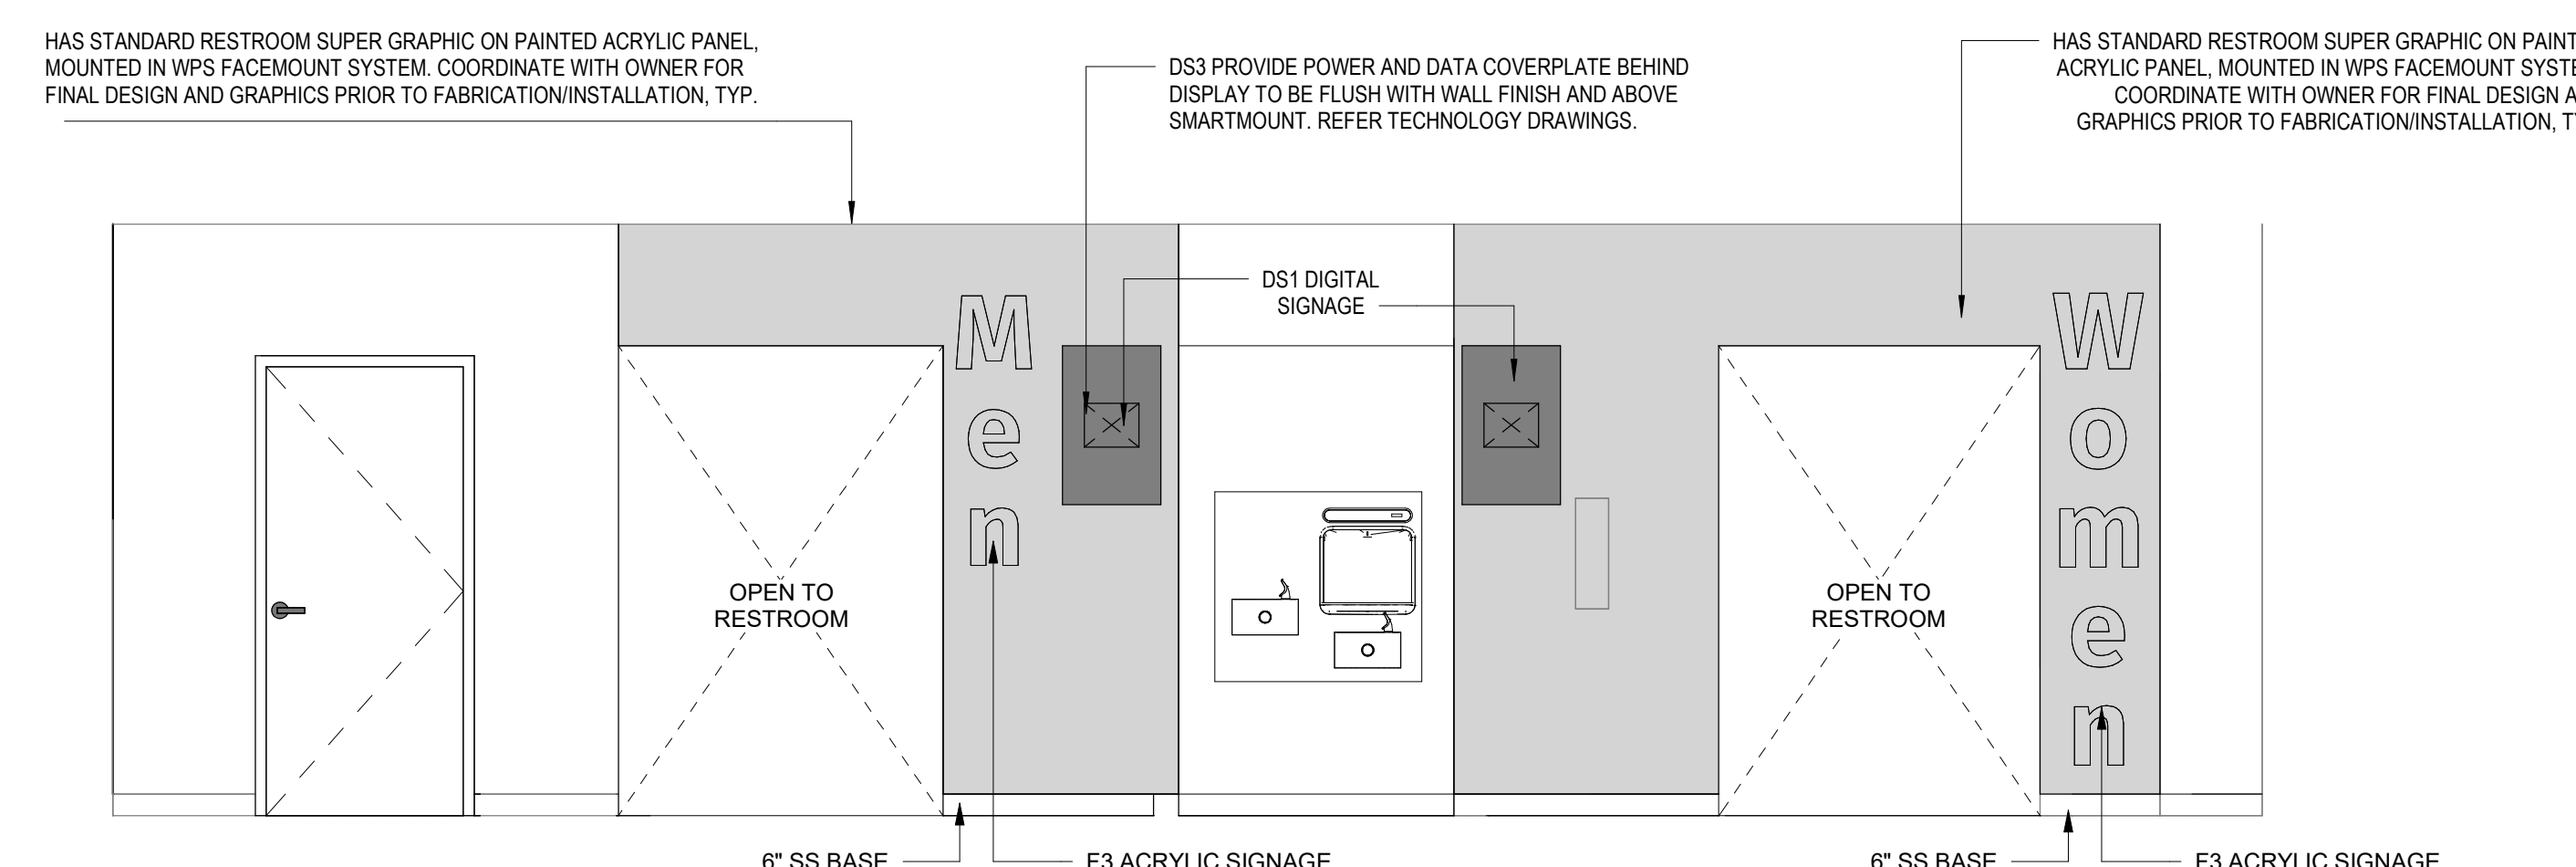 HAS STANDARD RESTROOM SUPER GRAPHIC ON PAINTED ACRYLIC PANEL,
MOUNTED IN WPS FACEMOUNT SYSTEM. COORDINATE WITH OWNER FOR
FINAL DESIGN AND GRAPHICS PRIOR TO FABRICATION/INSTALLATION, TYP.
DS3 PROVIDE POWER AND DATA COVERPLATE BEHIND
DISPLAY TO BE FLUSH WITH WALL FINISH AND ABOVE
SMARTMOUNT. REFER TECHNOLOGY DRAWINGS.
HAS STANDARD RESTROOM SUPER GRAPHIC ON PAINT
ACRYLIC PANEL, MOUNTED IN WPS FACEMOUNT SYSTE
COORDINATE WITH OWNER FOR FINAL DESIGN A
GRAPHICS PRIOR TO FABRICATION/INSTALLATION, TY
DS1 DIGITAL
SIGNAGE
M
e
n
OPEN TO
RESTROOM
OPEN TO
RESTROOM
W
o
m
e
n
6" SS BASE
F3 ACRYLIC SIGNAGE
6" SS BASE
F3 ACRYLIC SIGNAGE